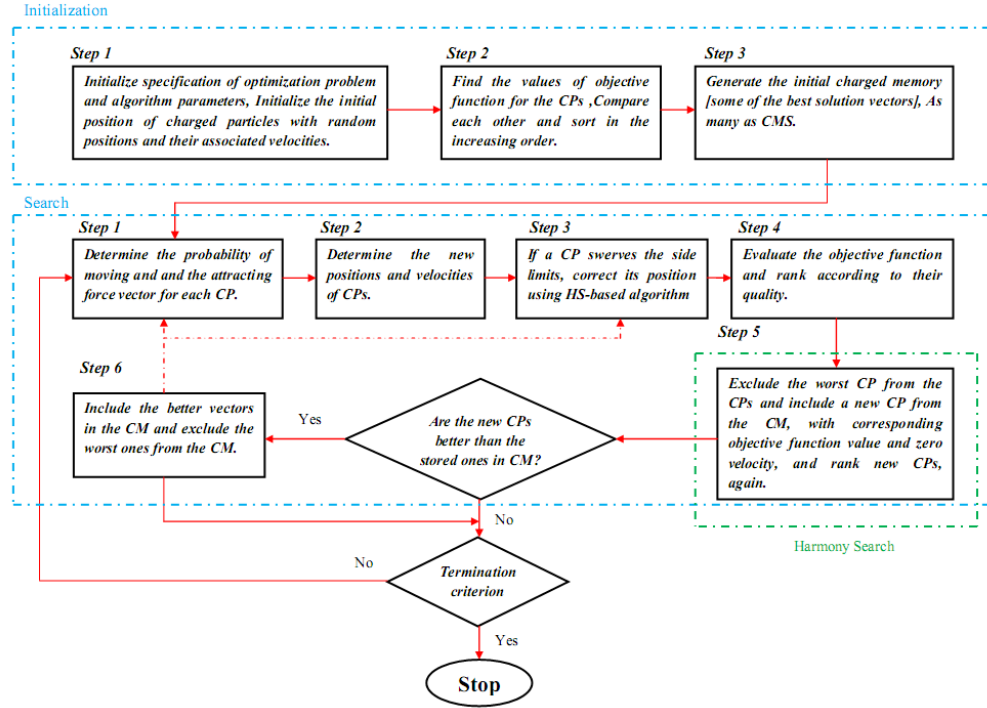 Initialization
Step 1
Initialize specification of optimization problem
and algorithm parameters, Initialize the initial
position of charged particles with random
positions and their associated velocities.
Step 2
Find the values of objective
function for the CPs ,Compare
each other and sort in the
increasing order.
Step 3
Generate the initial charged memory
[some of the best solution vectors], As
many as CMS.
Search
Step 1
Determine the probability of
moving and and the attracting
force vector for each CP.
Step 2
Determine the new
positions and velocities
of CPs.
Step 3
If a CP swerves the side
limits, correct its position
using HS-based algorithm
Step 4
Evaluate the objective function
and rank according to their
quality.
Step 5
Exclude the worst CP from the
CPs and include a new CP from
the CM, with corresponding
objective function value and zero
velocity, and rank new CPs,
again.
Harmony Search
Are the new CPs
better than the
stored ones in CM?
Yes
Step 6
Include the better vectors
in the CM and exclude the
worst ones from the CM.
No
Termination
criterion
No
Yes
Stop